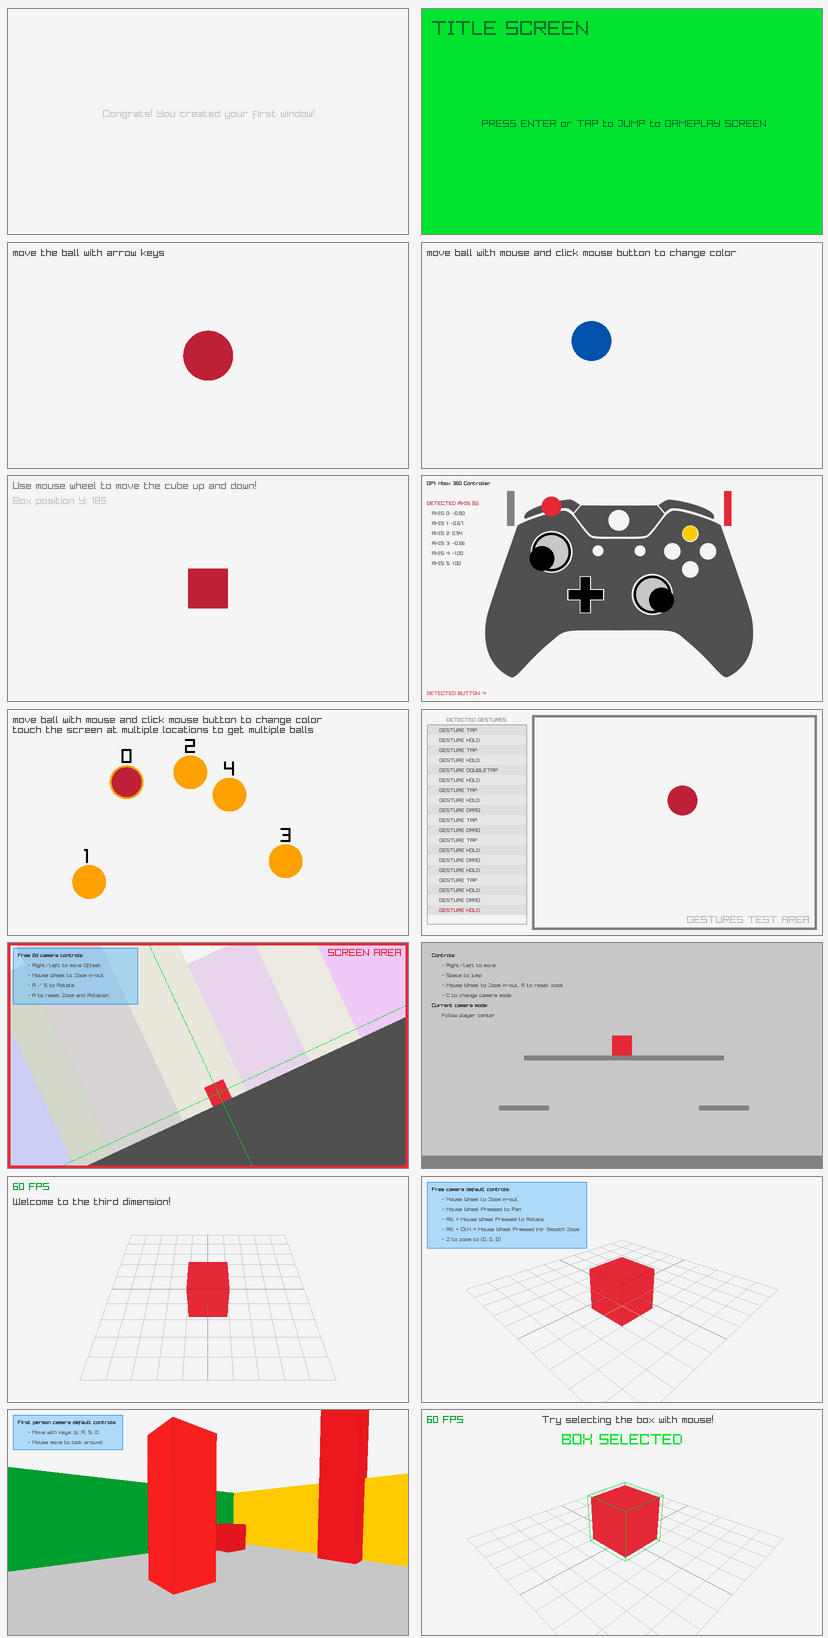 Congrats! You created your first window!
TITLE SCREEN
PRESS ENTER or TAP to JUMP to GAMEPLAY SCREEN
move the ball with arrow keys
move ball with mouse and click mouse button to change color
Use mouse wheel to move the cube up and down!
Box position Y: 185
GP1: Xbox 360 Controller
DETECTED AXIS [6]:
AXIS 0: -0.90
AXIS 1: -0.67
AXIS 2: 0.94
AXIS 3: -0.56
AXIS 4: -1.00
AXIS 5: 1.00
DETECTED BUTTON: 4
move ball with mouse and click mouse button to change color
touch the screen at multiple locations to get multiple balls
0
2
4
1
3
DETECTED GESTURES
GESTURE TAP
GESTURE HOLD
GESTURE TAP
GESTURE HOLD
GESTURE DOUBLETAP
GESTURE HOLD
GESTURE TAP
GESTURE HOLD
GESTURE DRAG
GESTURE TAP
GESTURE DRAG
GESTURE TAP
GESTURE HOLD
GESTURE DRAG
GESTURE HOLD
GESTURE TAP
GESTURE HOLD
GESTURE DRAG
GESTURE HOLD
GESTURES TEST AREA
Free 2d camera controls:
- Right/Left to move Offset
- Mouse Wheel to Zoom in-out
- A / S to Rotate
- R to reset Zoom and Rotation
SCREEN AREA
Controls:
- Right/Left to move
- Space to jump
- Mouse Wheel to Zoom in-out, R to reset zoom
- C to change camera mode
Current camera mode:
Follow player center
60 FPS
Welcome to the third dimension!
Free camera default controls:
- Mouse Wheel to Zoom in-out
- Mouse Wheel Pressed to Pan
- Alt + Mouse Wheel Pressed to Rotate
- Alt + Ctrl + Mouse Wheel Pressed for Smooth Zoom
- Z to zoom to (0, 0, 0)
First person camera default controls:
- Move with keys: W, A, S, D
- Mouse move to look around
60 FPS
Try selecting the box with mouse!
BOX SELECTED